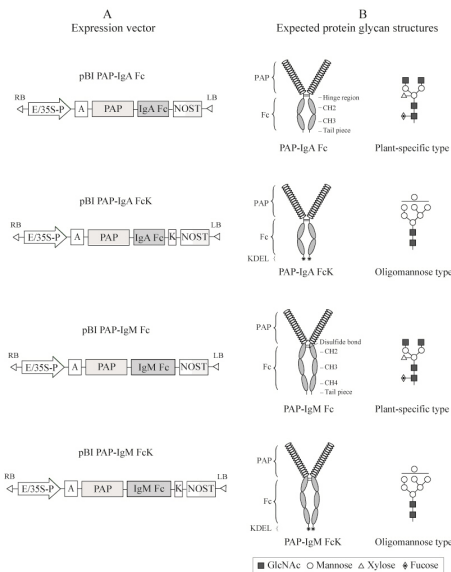 A
Expression vector
B
Expected protein glycan structures
pBI PAP-IgA Fc
RB
LB
E/35S-P A PAP IgA Fc NOST
PAP
Fc
Hinge region
CH2
CH3
Tail piece
PAP-IgA Fc
Plant-specific type
pBI PAP-IgA FcK
RB
LB
E/35S-P A PAP IgA Fc K NOST
PAP
Fc
KDEL
PAP-IgA FcK
Oligomannose type
pBI PAP-IgM Fc
RB
LB
E/35S-P A PAP IgM Fc NOST
PAP
Fc
Disulfide bond
CH2
CH3
CH4
Tail piece
PAP-IgM Fc
Plant-specific type
pBI PAP-IgM FcK
RB
LB
E/35S-P A PAP IgM Fc K NOST
PAP
Fc
KDEL
PAP-IgM FcK
Oligomannose type
GlcNAc Mannose Xylose Fucose